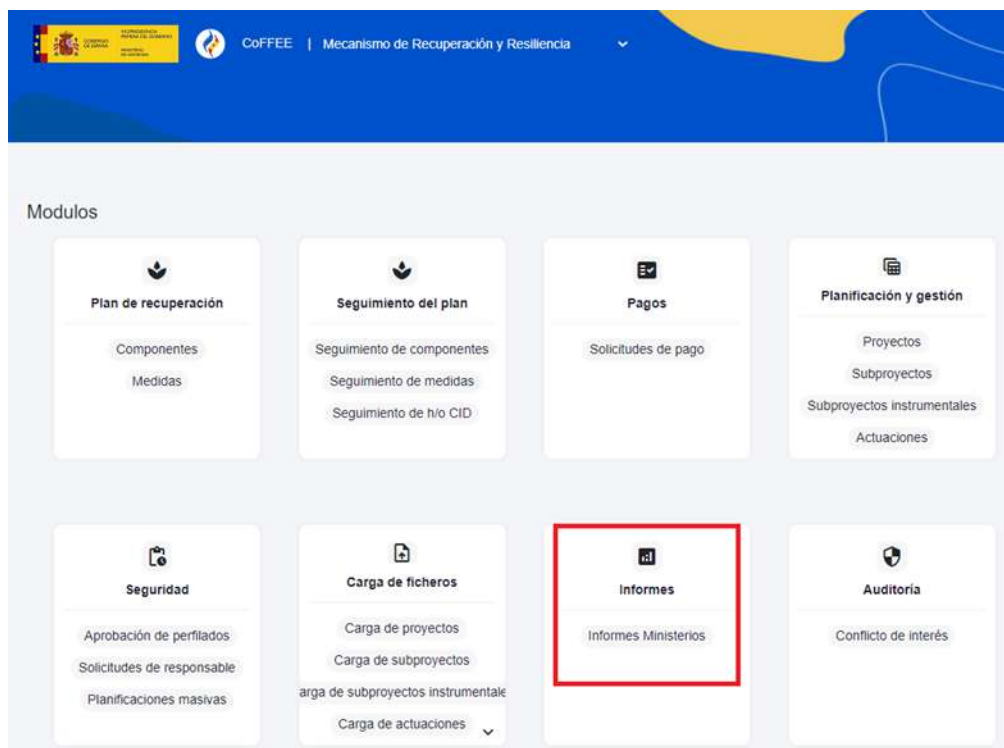 GOBIERNO
DE ESPAÑA
CoFFEE | Mecanismo de Recuperación y Resiliencia
Modulos
Plan de recuperación
Componentes
Medidas
Seguimiento del plan
Seguimiento de componentes
Seguimiento de medidas
Seguimiento de h/o CID
Pagos
Solicitudes de pago
Planificación y gestión
Proyectos
Subproyectos
Subproyectos instrumentales
Actuaciones
Seguridad
Aprobación de perfilados
Solicitudes de responsable
Planificaciones masivas
Carga de ficheros
Carga de proyectos
Carga de subproyectos
arga de subproyectos instrumentale
Carga de actuaciones
Informes
Informes Ministerios
Auditoría
Conflicto de interés